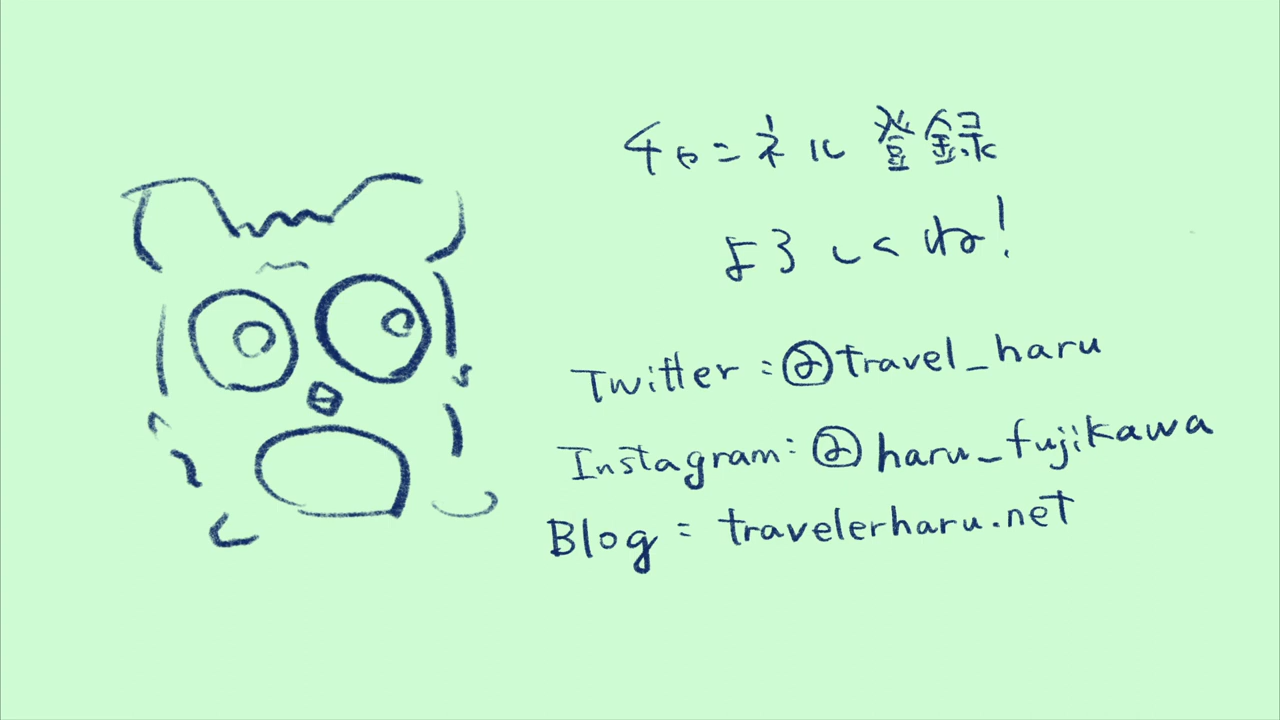 チャンネル登録
よろしくね!
Twitter:@travel_haru
Instagram:@haru_fujikawa
Blog:travelerharu.net